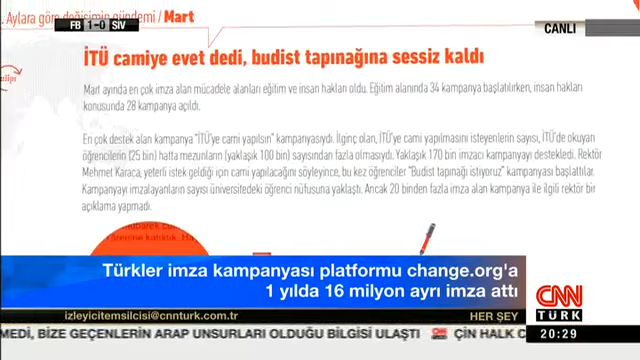 . Aylara göre değişimin gündemi / Mart
FB 1-0 SİV
CANLI
İTÜ camiye evet dedi, budist tapınağına sessiz kaldı
Mart ayında en çok imza alan mücadele alanları eğitim ve insan hakları oldu. Eğitim alanında 34 kampanya başlatılırken, insan hakları
konusunda 28 kampanya açıldı.
En çok destek alan kampanya "İTÜ'ye cami yapılsın" kampanyasıydı. İlginç olan, İTÜ'ye cami yapılmasını isteyenlerin sayısı, İTÜ'de okuyan
öğrencilerin (25 bin) hatta mezunların (yaklaşık 100 bin) sayısından fazla olmasıydı. Yaklaşık 170 bin imzacı kampanyayı destekledi. Rektör
Mehmet Karaca, yeterli istek geldiği için cami yapılacağını söyleyince, bu kez öğrenciler "Budist tapınağı istiyoruz" kampanyası başlattılar.
Kampanyayı imzalayanların sayısı üniversitedeki öğrenci nüfusuna yaklaştı. Ancak 20 binden fazla imza alan kampanya ile ilgili rektör bir
açıklama yapmadı.
Türkler imza kampanyası platformu change.org'a
1 yılda 16 milyon ayrı imza attı
CNN
TÜRK
izleyicitemsilcisi@cnnturk.com.tr
HER ŞEY
MEDİ, BİZE GEÇENLERİN ARAP UNSURLARI OLDUĞU BİLGİSİ ULAŞTI CNN ÇİN HALK C
20:29